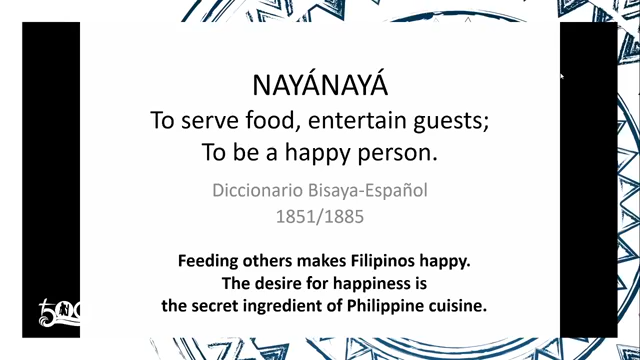 NAYÁNAYÁ
To serve food, entertain guests;
To be a happy person.
Diccionario Bisaya-Español
1851/1885
Feeding others makes Filipinos happy.
The desire for happiness is
the secret ingredient of Philippine cuisine.